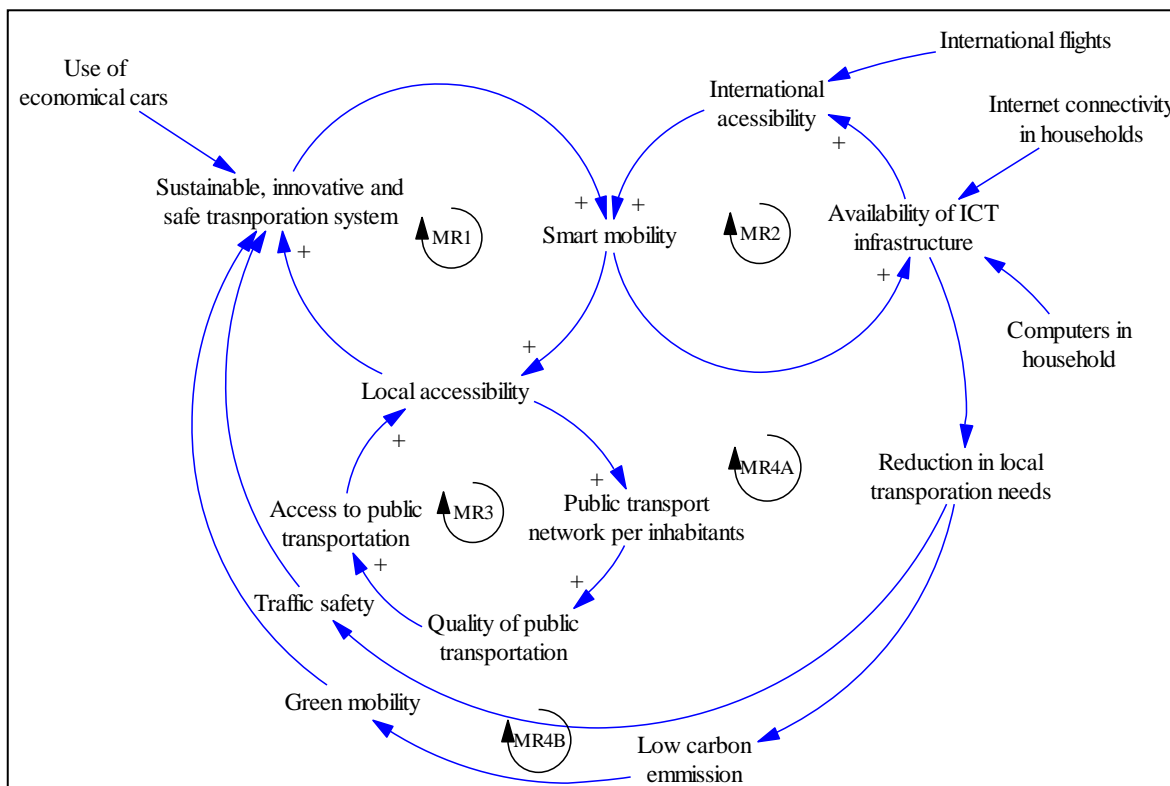 International flights
Use of
economical cars
International
acessibility
Internet connectivity
in households
Sustainable, innovative and
safe trasnporation system
+
MR1
+
+
Smart mobility
MR2
+
Availability of ICT
infrastructure
+
Computers in
household
+
Local accessibility
+
MR4A
Reduction in local
transporation needs
+
Access to public
transportation
MR3
Public transport
network per inhabitants
+
+
Traffic safety
Quality of public
transportation
Green mobility
MR4B
Low carbon
emmission